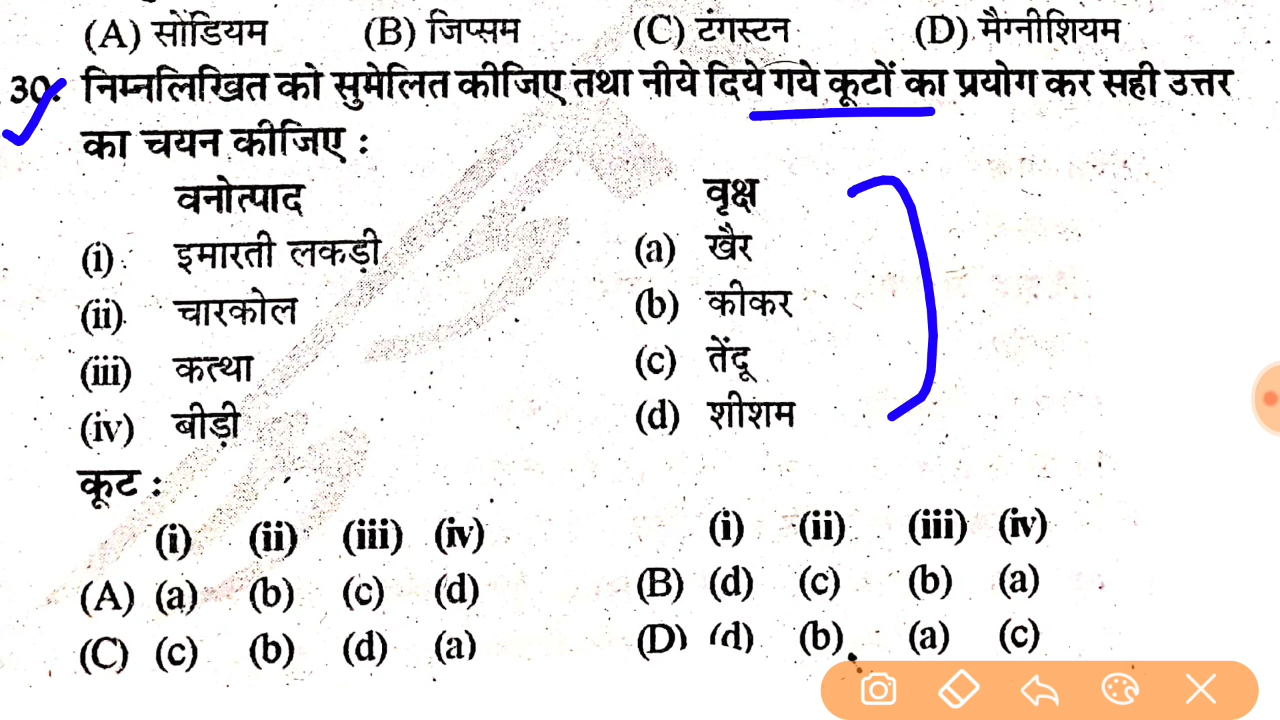 (A) सोडियम (B) जिप्सम (C) टंगस्टन (D) मैग्नीशियम
30. निम्नलिखित को सुमेलित कीजिए तथा नीये दिये गये कूटों का प्रयोग कर सही उत्तर
का चयन कीजिए :
वनोत्पाद वृक्ष
(i) इमारती लकड़ी (a) खैर
(ii) चारकोल (b) कीकर
(iii) कत्था (c) तेंदू
(iv) बीड़ी (d) शीशम
कूट :
(i) (ii) (iii) (iv) (i) (ii) (iii) (iv)
(A) (a) (b) (c) (d) (B) (d) (c) (b) (a)
(C) (c) (b) (d) (a) (D) (d) (b) (a) (c)